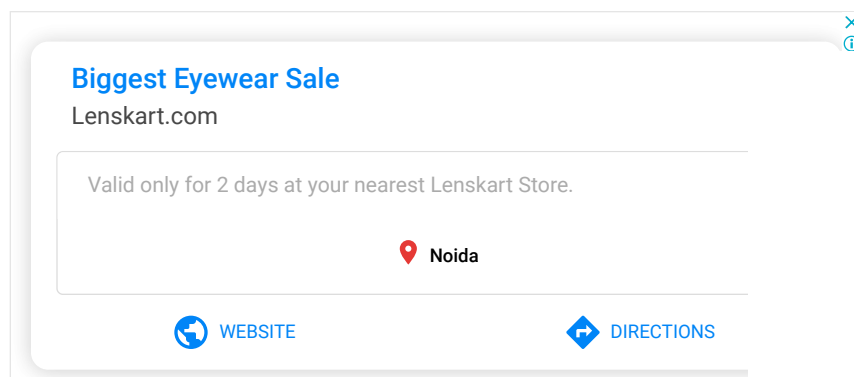 Biggest Eyewear Sale
Lenskart.com
Valid only for 2 days at your nearest Lenskart Store.
Noida
WEBSITE
DIRECTIONS